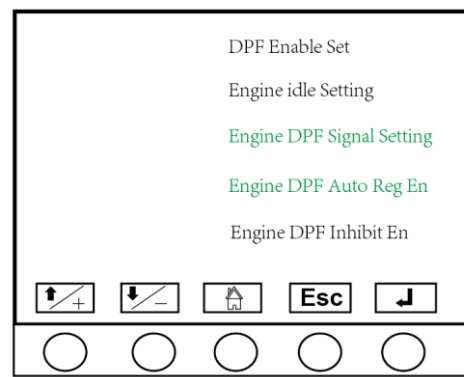 DPF Enable Set
Engine idle Setting
Engine DPF Signal Setting
Engine DPF Auto Reg En
Engine DPF Inhibit En
⬆/+ ⬇/− Esc ↲